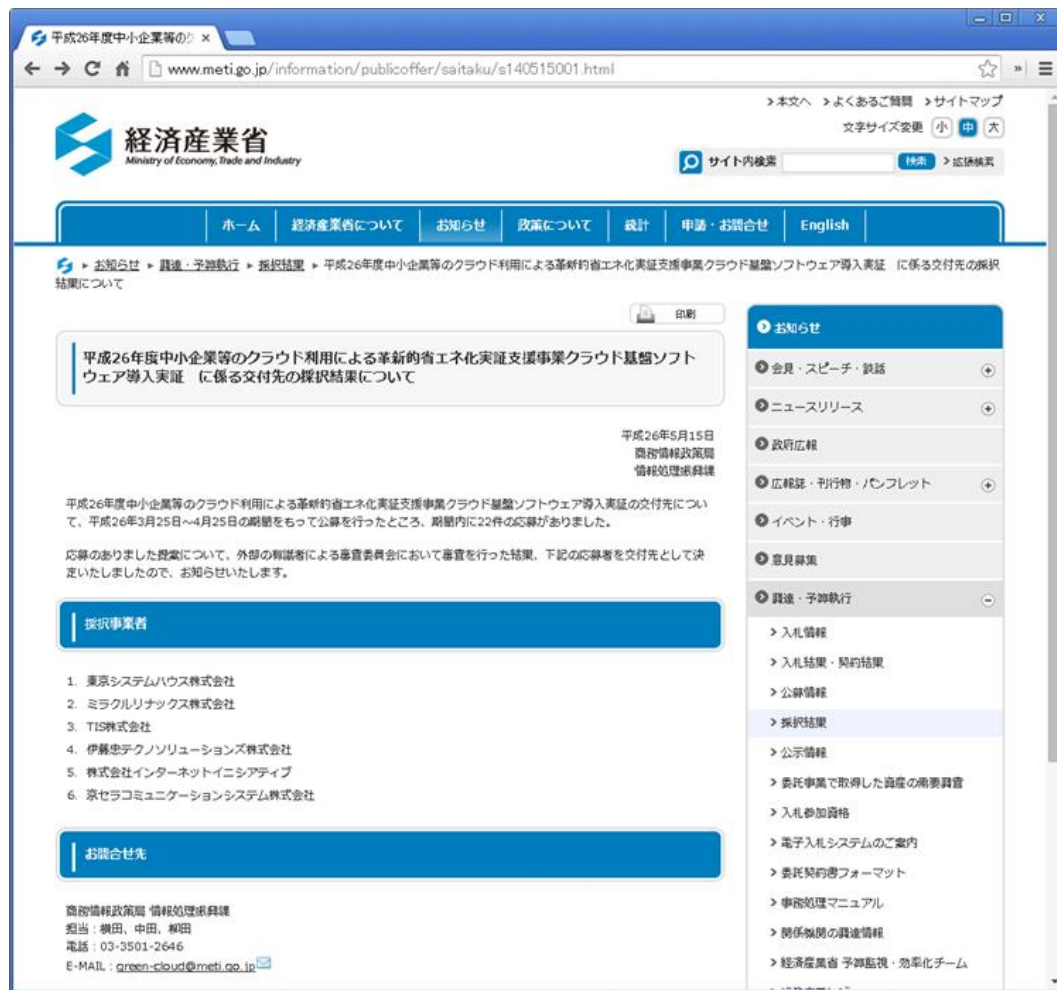 平成26年度中小企業等の
www.meti.go.jp/information/publicoffer/saitaku/s140515001.html
本文へ よくあるご質問 サイトマップ
文字サイズ変更 小 中 大
経済産業省
Ministry of Economy, Trade and Industry
サイト内検索 検索 拡張検索
ホーム 経済産業省について お知らせ 政策について 統計 申請・お問合せ English
お知らせ ▶ 調達・予算執行 ▶ 採択結果 ▶ 平成26年度中小企業等のクラウド利用による革新的省エネ化実証支援事業クラウド基盤ソフトウェア導入実証 に係る交付先の採択
結果について
印刷
平成26年度中小企業等のクラウド利用による革新的省エネ化実証支援事業クラウド基盤ソフト
ウェア導入実証 に係る交付先の採択結果について
平成26年5月15日
商務情報政策局
情報処理振興課
平成26年度中小企業等のクラウド利用による革新的省エネ化実証支援事業クラウド基盤ソフトウェア導入実証の交付先につい
て、平成26年3月25日～4月25日の期間をもって公募を行ったところ、期間内に22件の応募がありました。
応募のありました提案について、外部の有識者による審査委員会において審査を行った結果、下記の応募者を交付先として決
定いたしましたので、お知らせいたします。
採択事業者
1. 東京システムハウス株式会社
2. ミラクルリナックス株式会社
3. TIS株式会社
4. 伊藤忠テクノソリューションズ株式会社
5. 株式会社インターネットイニシアティブ
6. 京セラコミュニケーションシステム株式会社
お問合せ先
商務情報政策局 情報処理振興課
担当：横田、中田、柳田
電話：03-3501-2646
E-MAIL：green-cloud@meti.go.jp
お知らせ
会見・スピーチ・談話
ニュースリリース
政府広報
広報誌・刊行物・パンフレット
イベント・行事
意見募集
調達・予算執行
入札情報
入札結果・契約結果
公募情報
採択結果
公示情報
委託事業で取得した資産の需要調査
入札参加資格
電子入札システムのご案内
委託契約書フォーマット
事務処理マニュアル
関係機関の調達情報
経済産業省 予算監視・効率化チーム